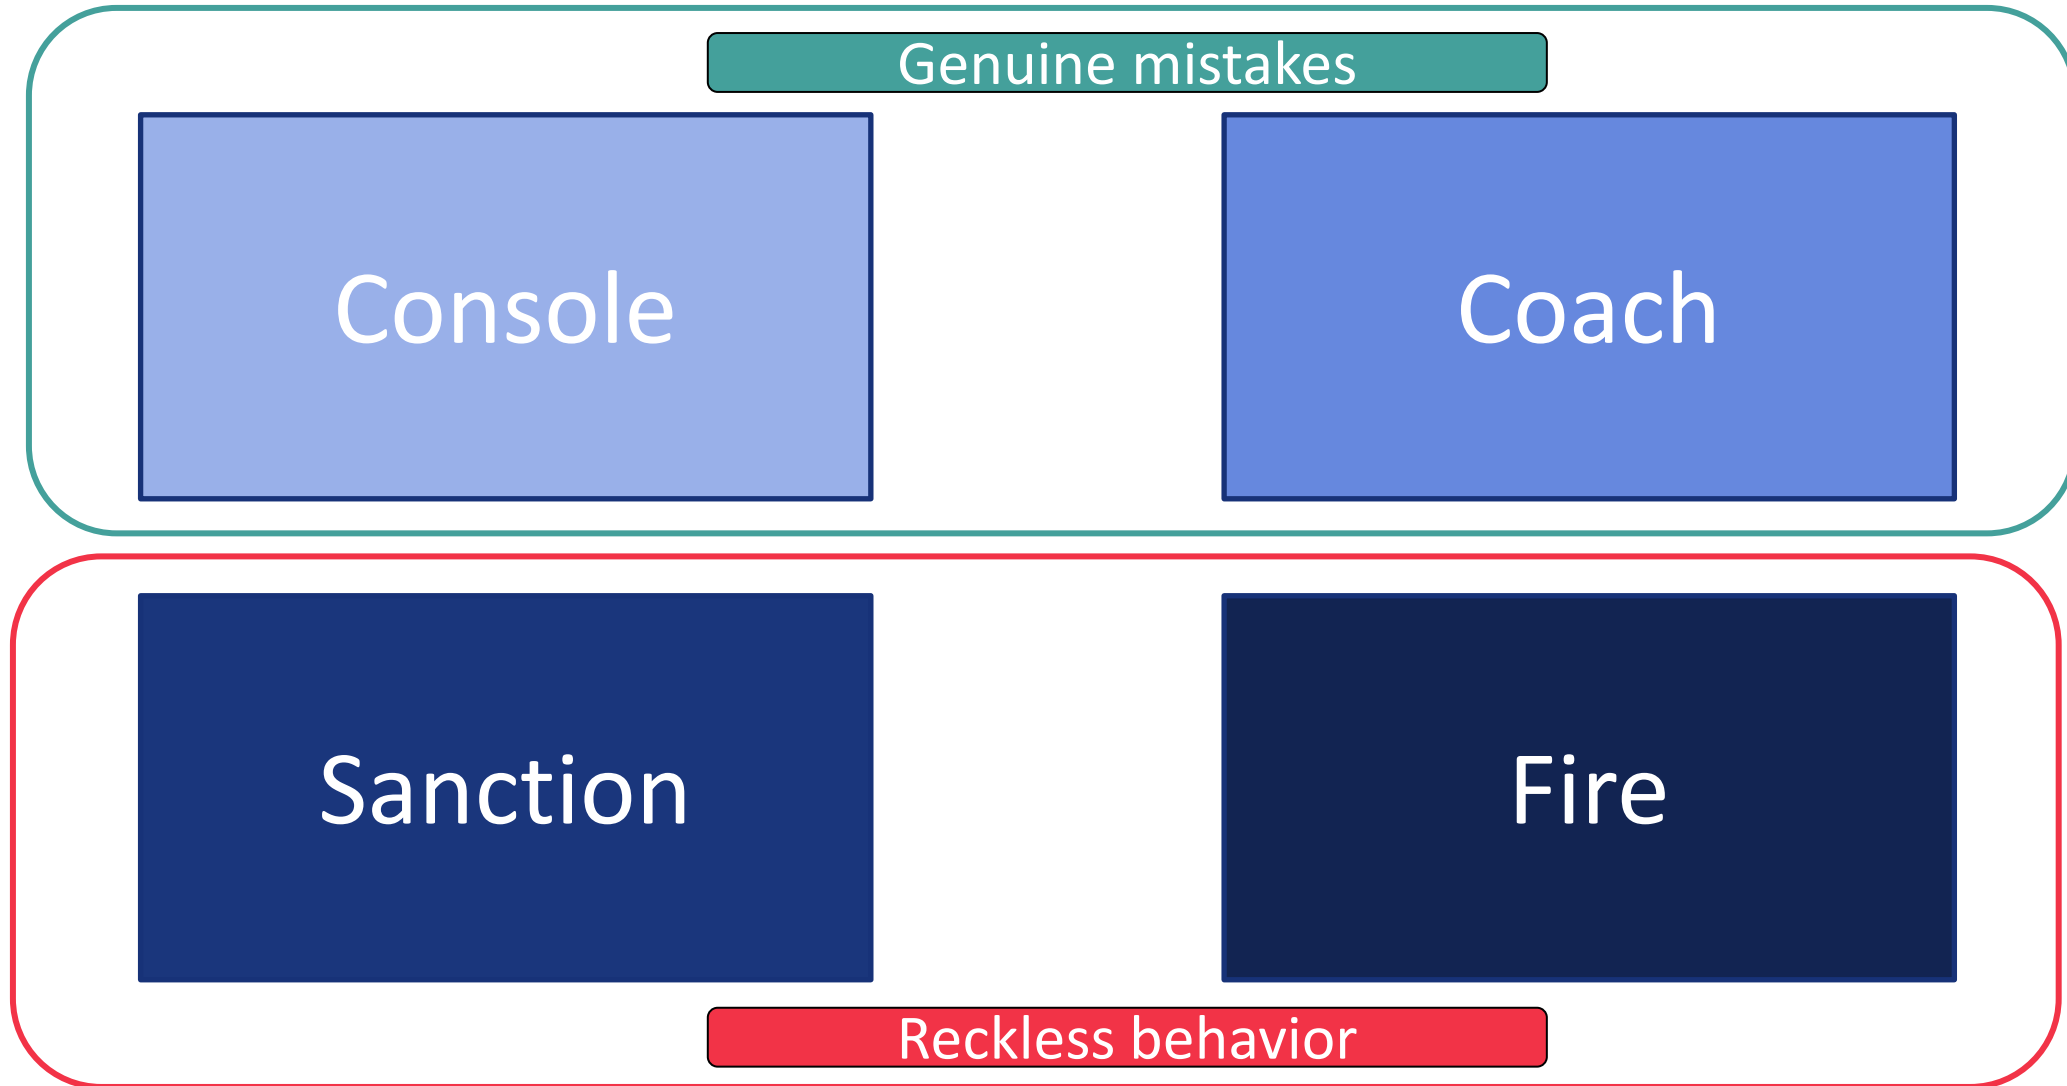 Genuine mistakes
Console
Coach
Sanction
Fire
Reckless behavior